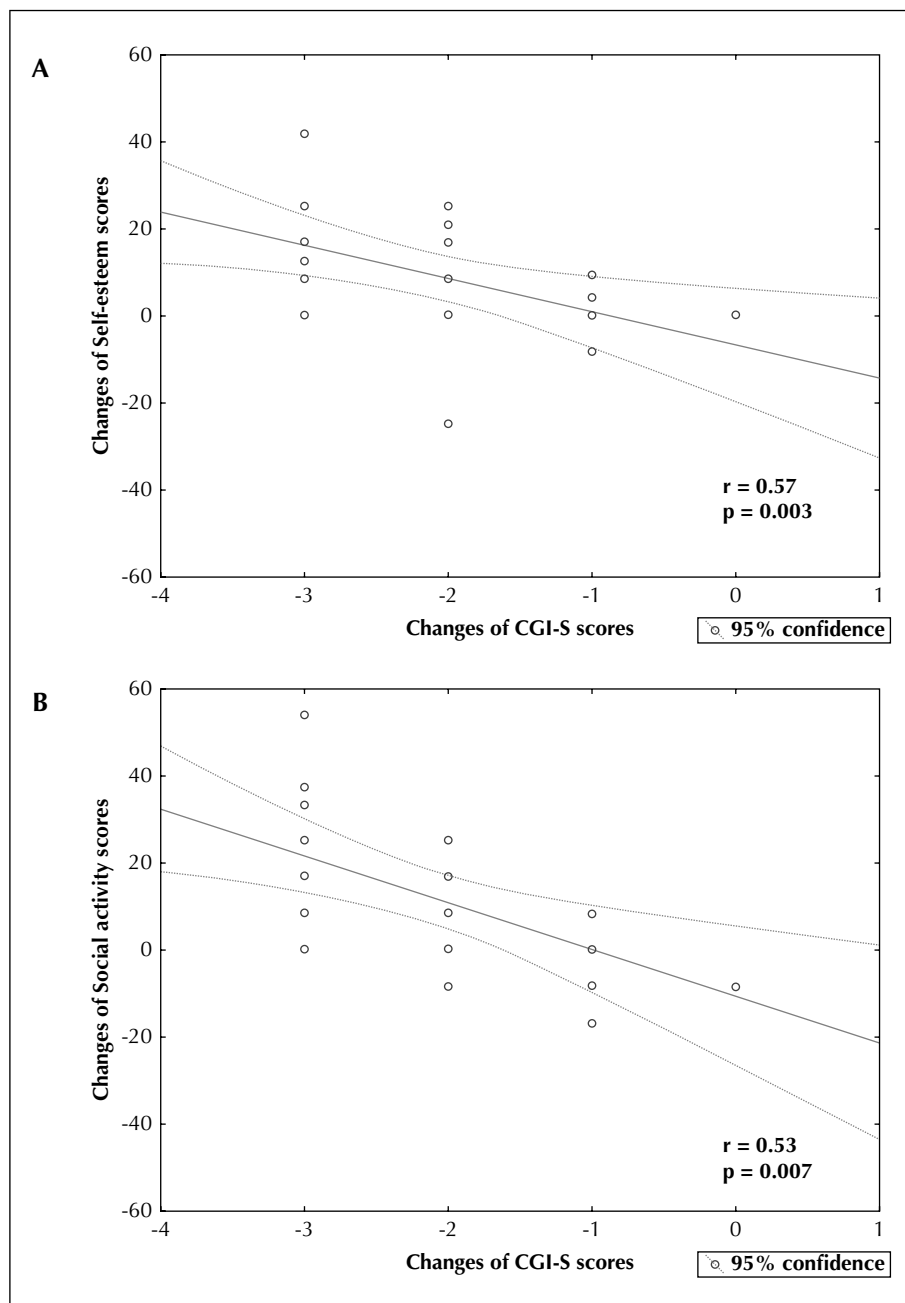 A
60
40
20
0
-20
-40
-60
Changes of Self-esteem scores
r = 0.57
p = 0.003
-4 -3 -2 -1 0 1
Changes of CGI-S scores
95% confidence
B
60
40
20
0
-20
-40
-60
Changes of Social activity scores
r = 0.53
p = 0.007
-4 -3 -2 -1 0 1
Changes of CGI-S scores
95% confidence